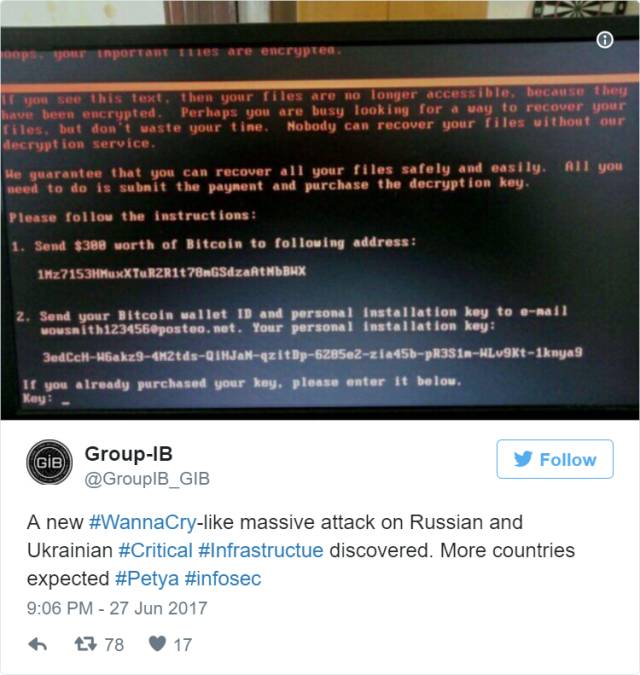 Ooops, your important files are encrypted.
If you see this text, then your files are no longer accessible, because they
have been encrypted. Perhaps you are busy looking for a way to recover your
files, but don't waste your time. Nobody can recover your files without our
decryption service.
We guarantee that you can recover all your files safely and easily. All you
need to do is submit the payment and purchase the decryption key.
Please follow the instructions:
1. Send $300 worth of Bitcoin to following address:
1Mz7153HMuxXTuR2R1t78mGSdzaAtNbBWX
2. Send your Bitcoin wallet ID and personal installation key to e-mail
wowsmith123456@posteo.net. Your personal installation key:
3edCcH-W6akz9-4M2tds-QiHJaN-qzitDp-6Z85e2-zia45b-pR3S1m-WLv9Kt-1knya9
If you already purchased your key, please enter it below.
Key: _
GIB
Group-IB
@GroupIB_GIB
Follow
A new #WannaCry-like massive attack on Russian and
Ukrainian #Critical #Infrastructue discovered. More countries
expected #Petya #infosec
9:06 PM - 27 Jun 2017
78 17